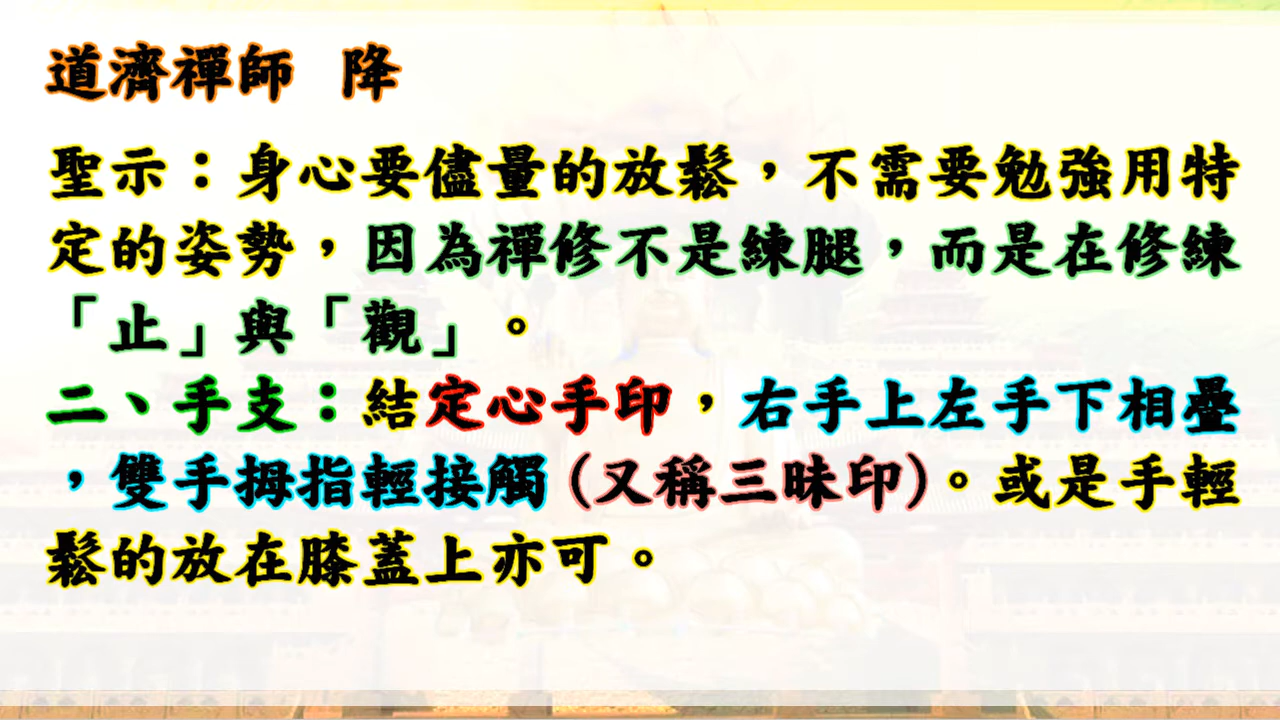 道濟禪師 降
聖示：身心要儘量的放鬆，不需要勉強用特
定的姿勢，因為禪修不是練腿，而是在修練
「止」與「觀」。
二、手支：結定心手印，右手上左手下相疊
，雙手拇指輕接觸(又稱三昧印)。或是手輕
鬆的放在膝蓋上亦可。